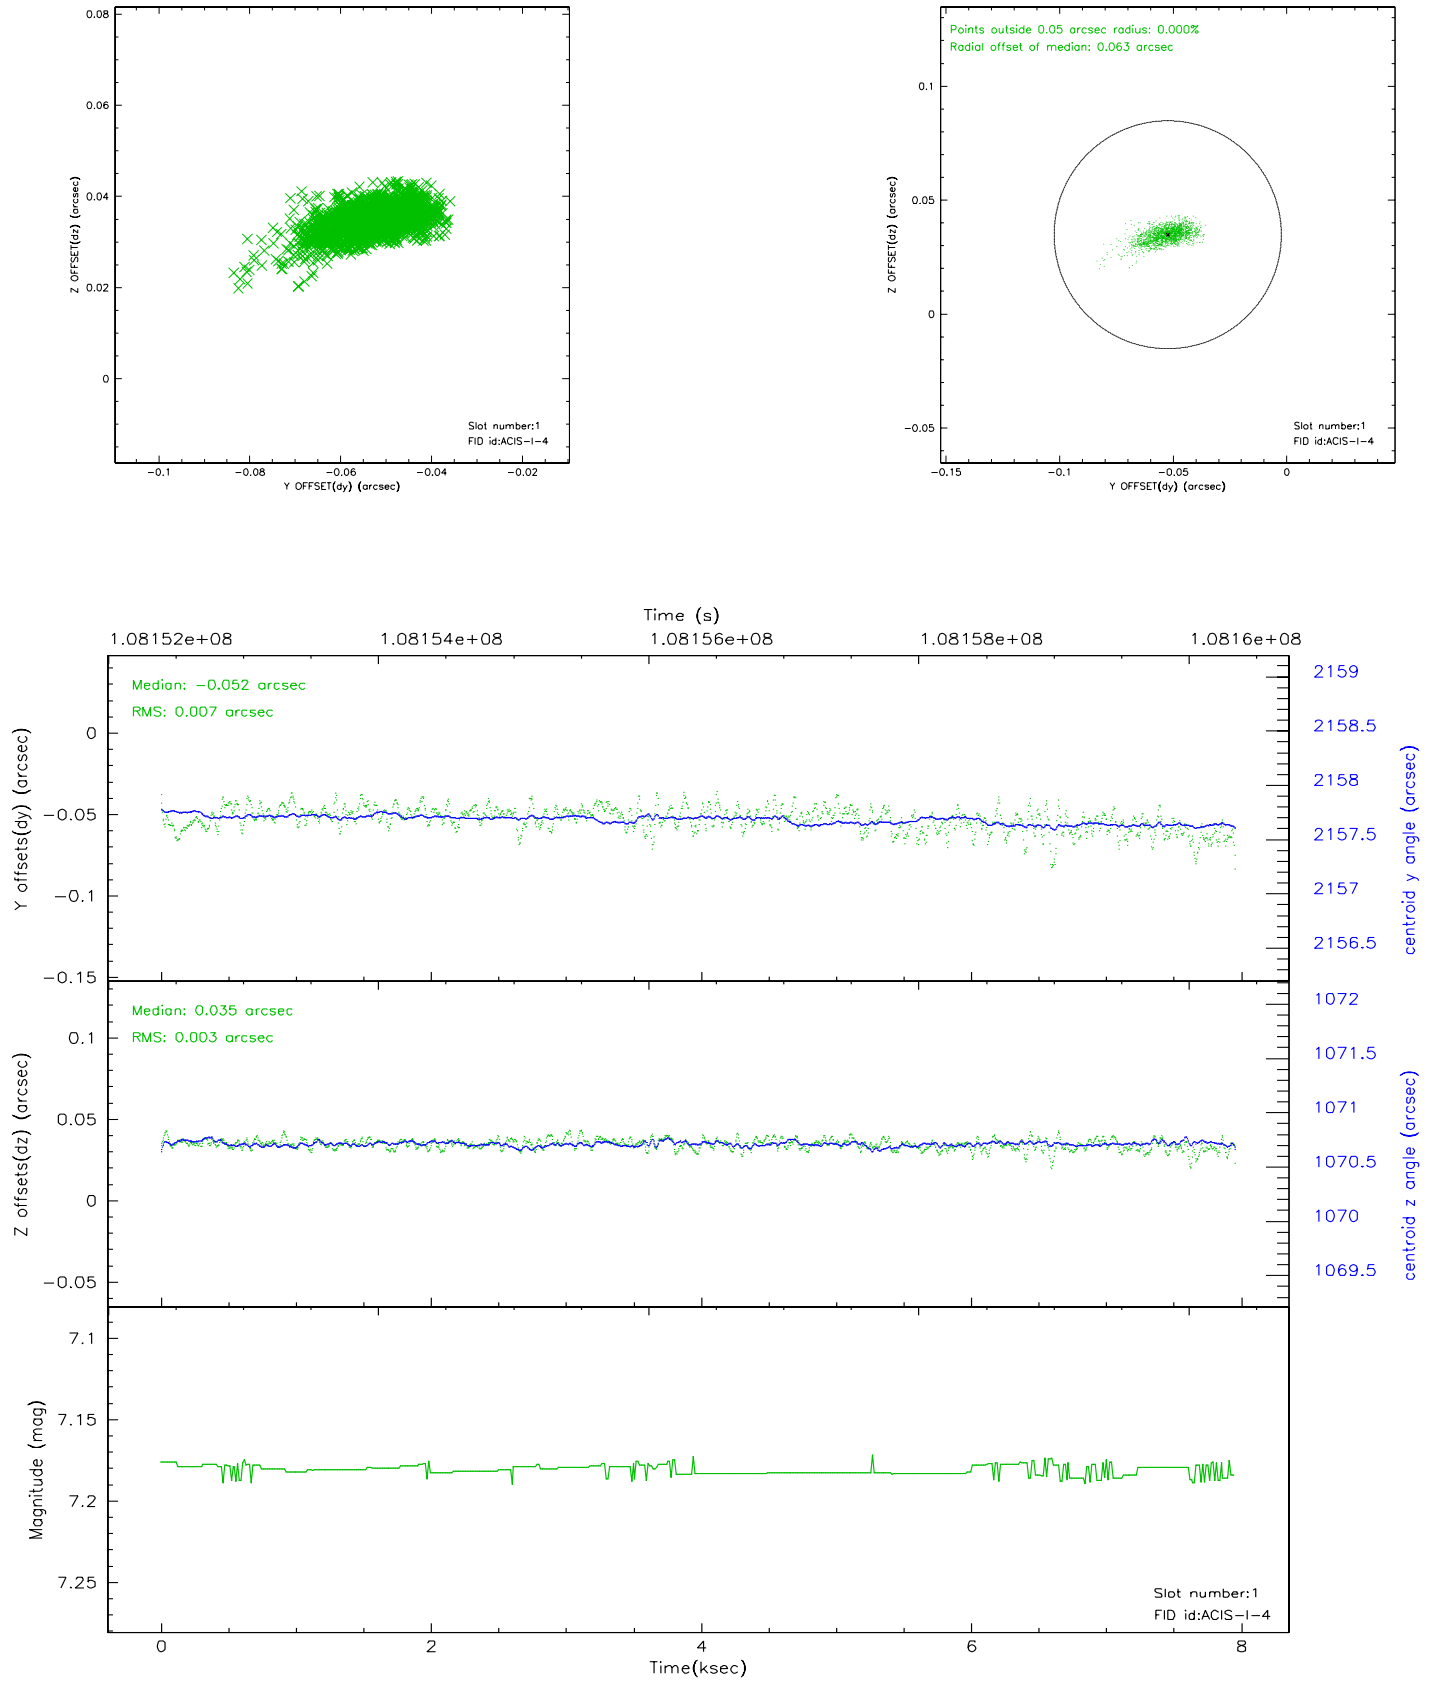 0.08
0.06
0.04
0.02
0
Z OFFSET(dz) (arcsec)
Slot number:1
FID id:ACIS-I-4
-0.1
-0.08
-0.06
-0.04
-0.02
Y OFFSET(dy) (arcsec)
Points outside 0.05 arcsec radius: 0.000%
Radial offset of median: 0.063 arcsec
0.1
0.05
0
-0.05
Z OFFSET(dz) (arcsec)
Slot number:1
FID id:ACIS-I-4
-0.15
-0.1
-0.05
0
Y OFFSET(dy) (arcsec)
Time (s)
1.08152e+08
1.08154e+08
1.08156e+08
1.08158e+08
1.0816e+08
Median: -0.052 arcsec
RMS: 0.007 arcsec
0
-0.05
-0.1
-0.15
Y offsets(dy) (arcsec)
2159
2158.5
2158
2157.5
2157
2156.5
centroid y angle (arcsec)
Median: 0.035 arcsec
RMS: 0.003 arcsec
0.1
0.05
0
-0.05
Z offsets(dz) (arcsec)
1072
1071.5
1071
1070.5
1070
1069.5
centroid z angle (arcsec)
7.1
7.15
7.2
7.25
Magnitude (mag)
Slot number:1
FID id:ACIS-I-4
0
2
4
6
8
Time(ksec)